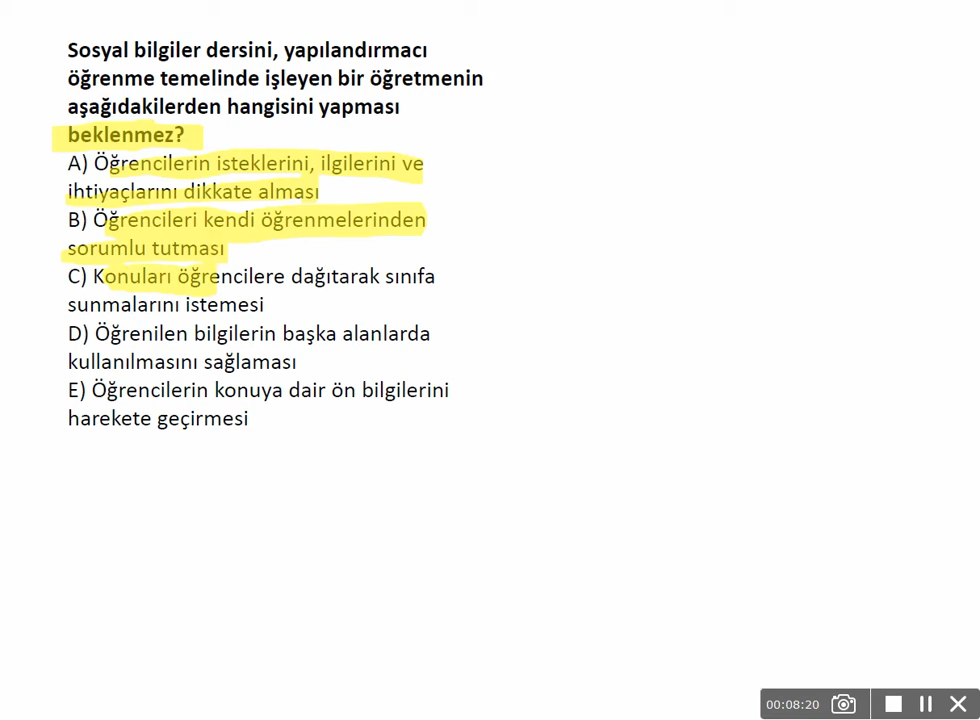 Sosyal bilgiler dersini, yapılandırmacı
öğrenme temelinde işleyen bir öğretmenin
aşağıdakilerden hangisini yapması
beklenmez?
A) Öğrencilerin isteklerini, ilgilerini ve
ihtiyaçlarını dikkate alması
B) Öğrencileri kendi öğrenmelerinden
sorumlu tutması
C) Konuları öğrencilere dağıtarak sınıfa
sunmalarını istemesi
D) Öğrenilen bilgilerin başka alanlarda
kullanılmasını sağlaması
E) Öğrencilerin konuya dair ön bilgilerini
harekete geçirmesi
00:08:20